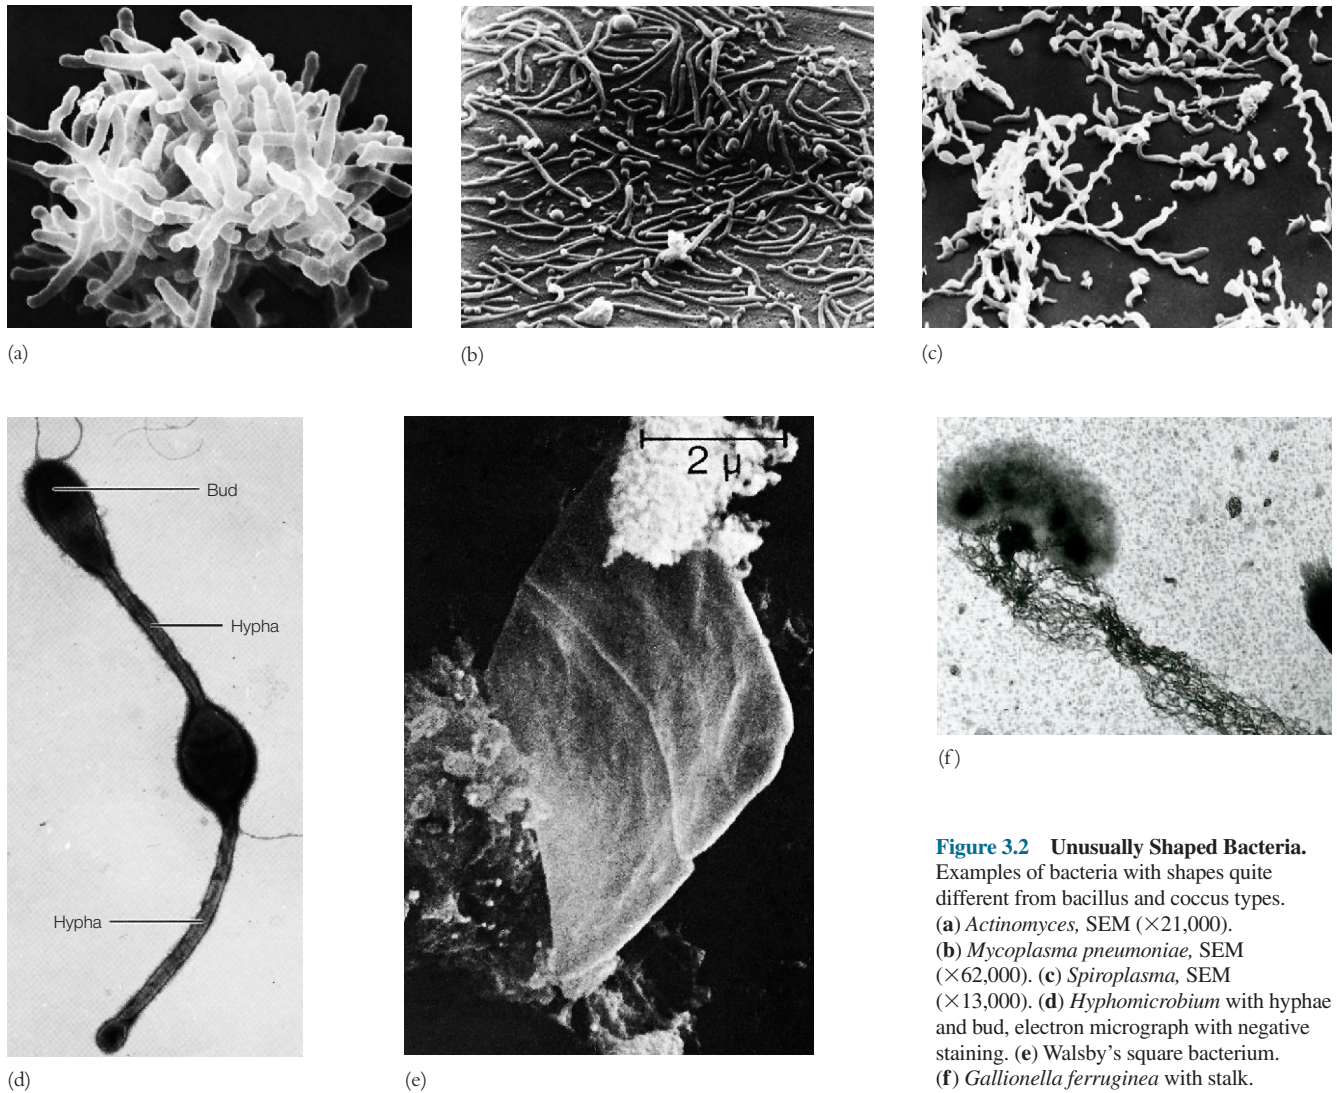 (a)
(b)
(c)
Bud
Hypha
Hypha
(d)
2 μ
(e)
(f)
Figure 3.2 Unusually Shaped Bacteria.
Examples of bacteria with shapes quite
different from bacillus and coccus types.
(a) Actinomyces, SEM (×21,000).
(b) Mycoplasma pneumoniae, SEM
(×62,000). (c) Spiroplasma, SEM
(×13,000). (d) Hyphomicrobium with hyphae
and bud, electron micrograph with negative
staining. (e) Walsby’s square bacterium.
(f) Gallionella ferruginea with stalk.